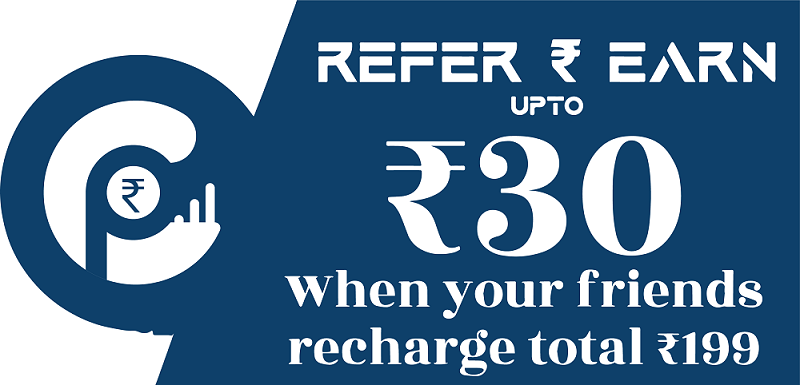 REFER ₹ EARN
UPTO
₹30
When your friends
recharge total ₹199
₹